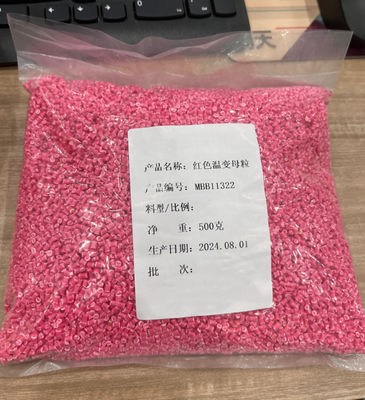 产品名称：红色温变母粒
产品编号：MBB11322
料型/比例：
净 重：500克
生产日期：2024.08.01
批 次：